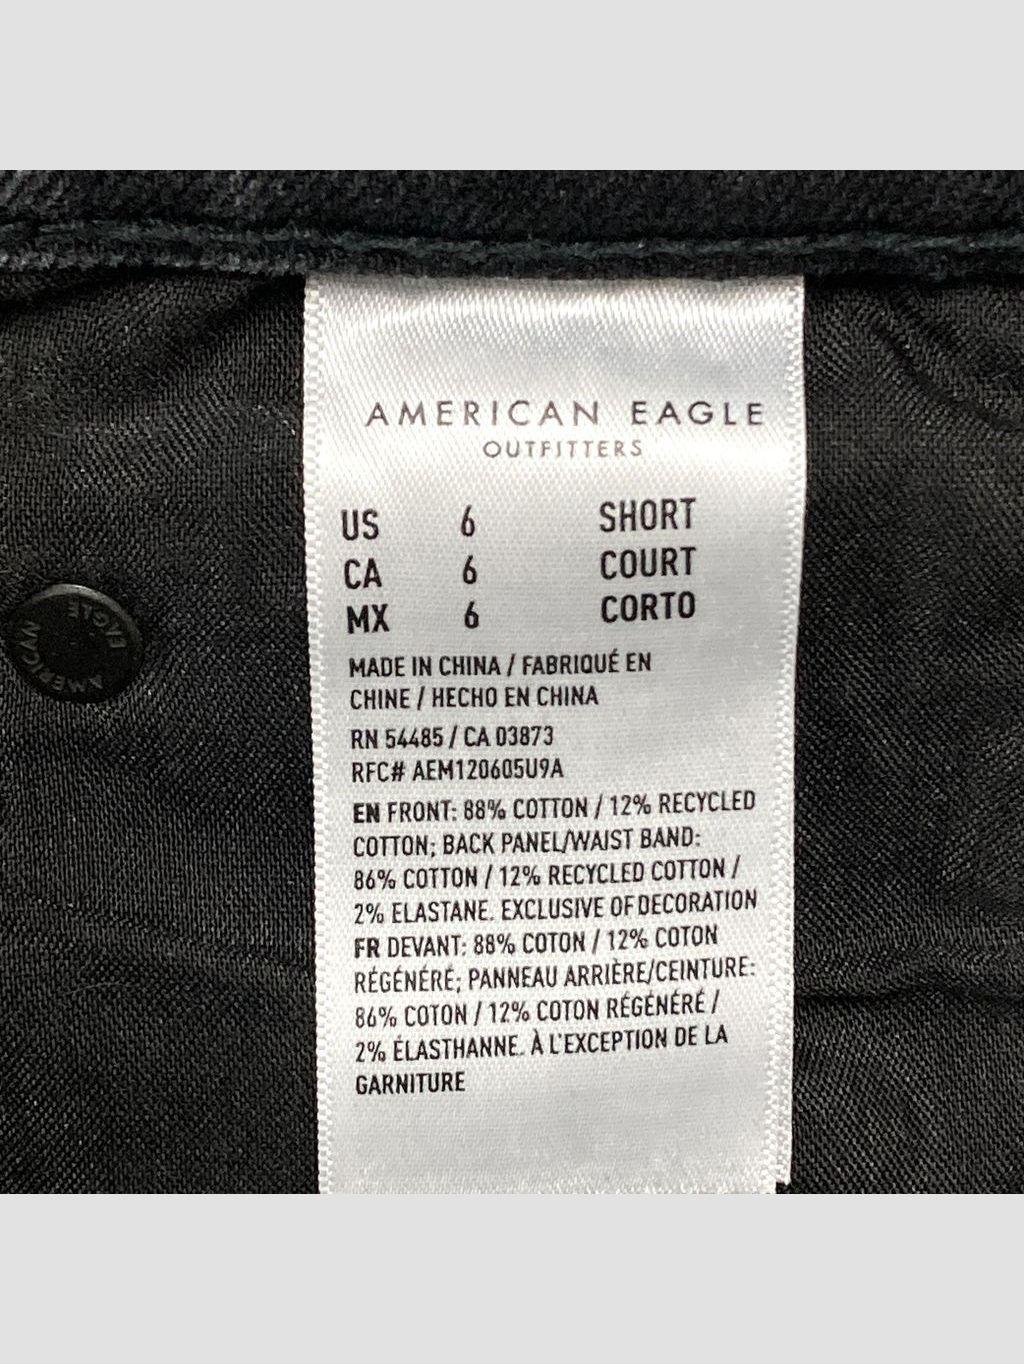 AMERICAN EAGLE
OUTFITTERS
US 6 SHORT
CA 6 COURT
MX 6 CORTO
MADE IN CHINA / FABRIQUÉ EN
CHINE / HECHO EN CHINA
RN 54485 / CA 03873
RFC# AEM120605U9A
EN FRONT: 88% COTTON / 12% RECYCLED
COTTON; BACK PANEL/WAIST BAND:
86% COTTON / 12% RECYCLED COTTON /
2% ELASTANE. EXCLUSIVE OF DECORATION
FR DEVANT: 88% COTON / 12% COTON
RÉGÉNÉRÉ; PANNEAU ARRIÈRE/CEINTURE:
86% COTON / 12% COTON RÉGÉNÉRÉ /
2% ÉLASTHANNE. À L'EXCEPTION DE LA
GARNITURE
AMERICAN
EAGLE